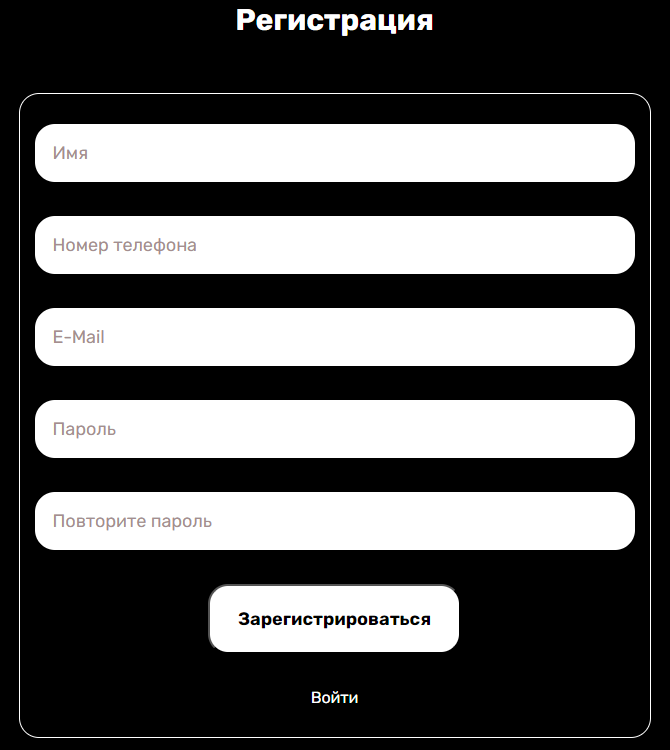 Регистрация
Имя
Номер телефона
E-Mail
Пароль
Повторите пароль
Зарегистрироваться
Войти